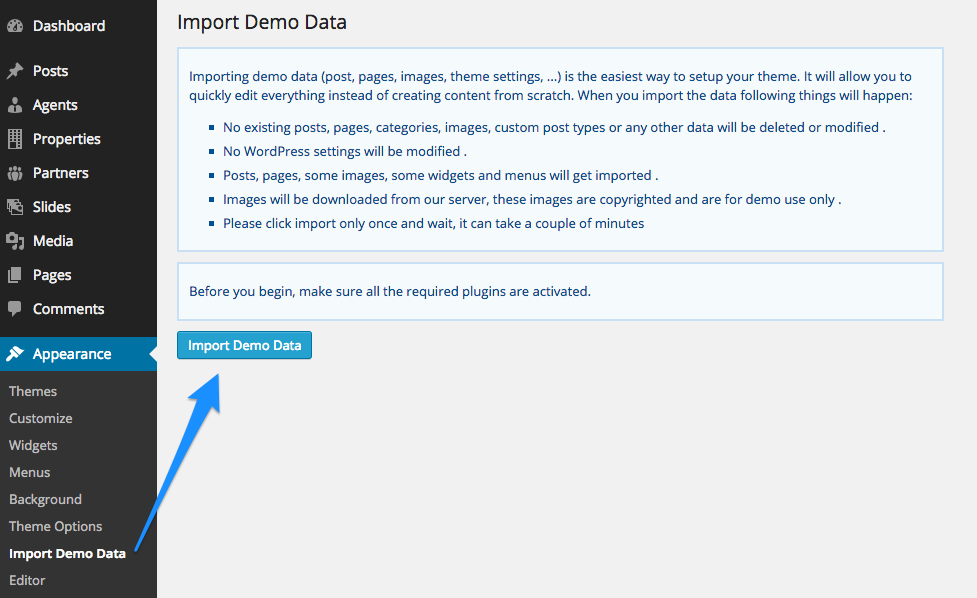 Dashboard
Posts
Agents
Properties
Partners
Slides
Media
Pages
Comments
Appearance
Themes
Customize
Widgets
Menus
Background
Theme Options
Import Demo Data
Editor
Import Demo Data
Importing demo data (post, pages, images, theme settings, ...) is the easiest way to setup your theme. It will allow you to
quickly edit everything instead of creating content from scratch. When you import the data following things will happen:
No existing posts, pages, categories, images, custom post types or any other data will be deleted or modified .
No WordPress settings will be modified .
Posts, pages, some images, some widgets and menus will get imported .
Images will be downloaded from our server, these images are copyrighted and are for demo use only .
Please click import only once and wait, it can take a couple of minutes
Before you begin, make sure all the required plugins are activated.
Import Demo Data